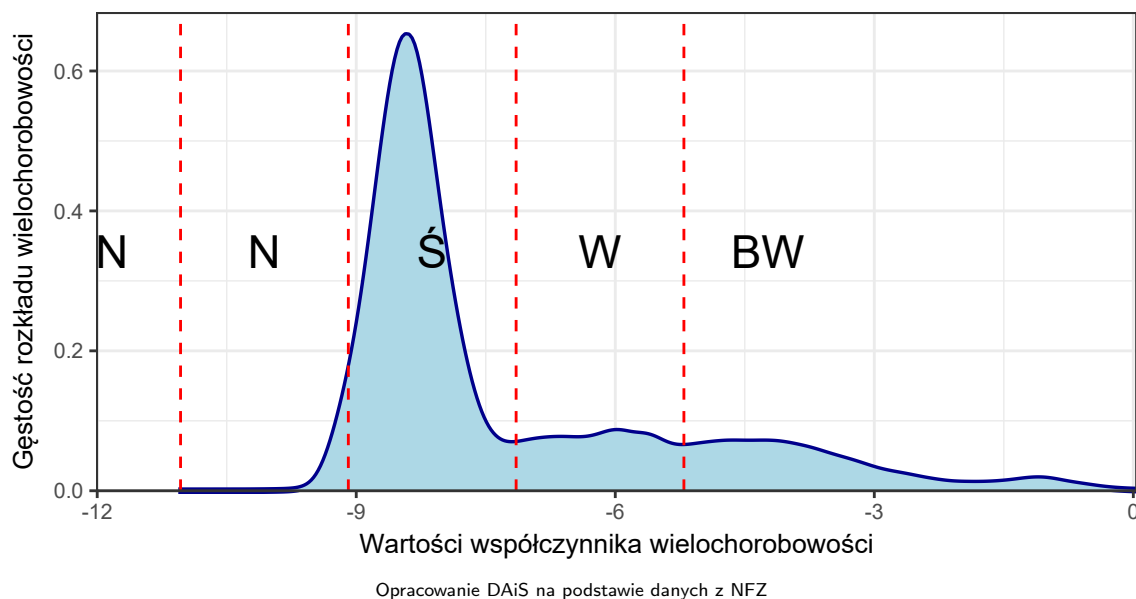 Gęstość rozkładu wielochorobowości
0.6
0.4
0.2
0.0
N N Ś W BW
-12 -9 -6 -3 0
Wartości współczynnika wielochorobowości
Opracowanie DAiS na podstawie danych z NFZ